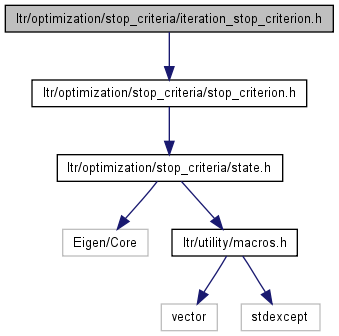 ltr/optimization/stop_criteria/iteration_stop_criterion.h
ltr/optimization/stop_criteria/stop_criterion.h
ltr/optimization/stop_criteria/state.h
Eigen/Core
ltr/utility/macros.h
vector
stdexcept